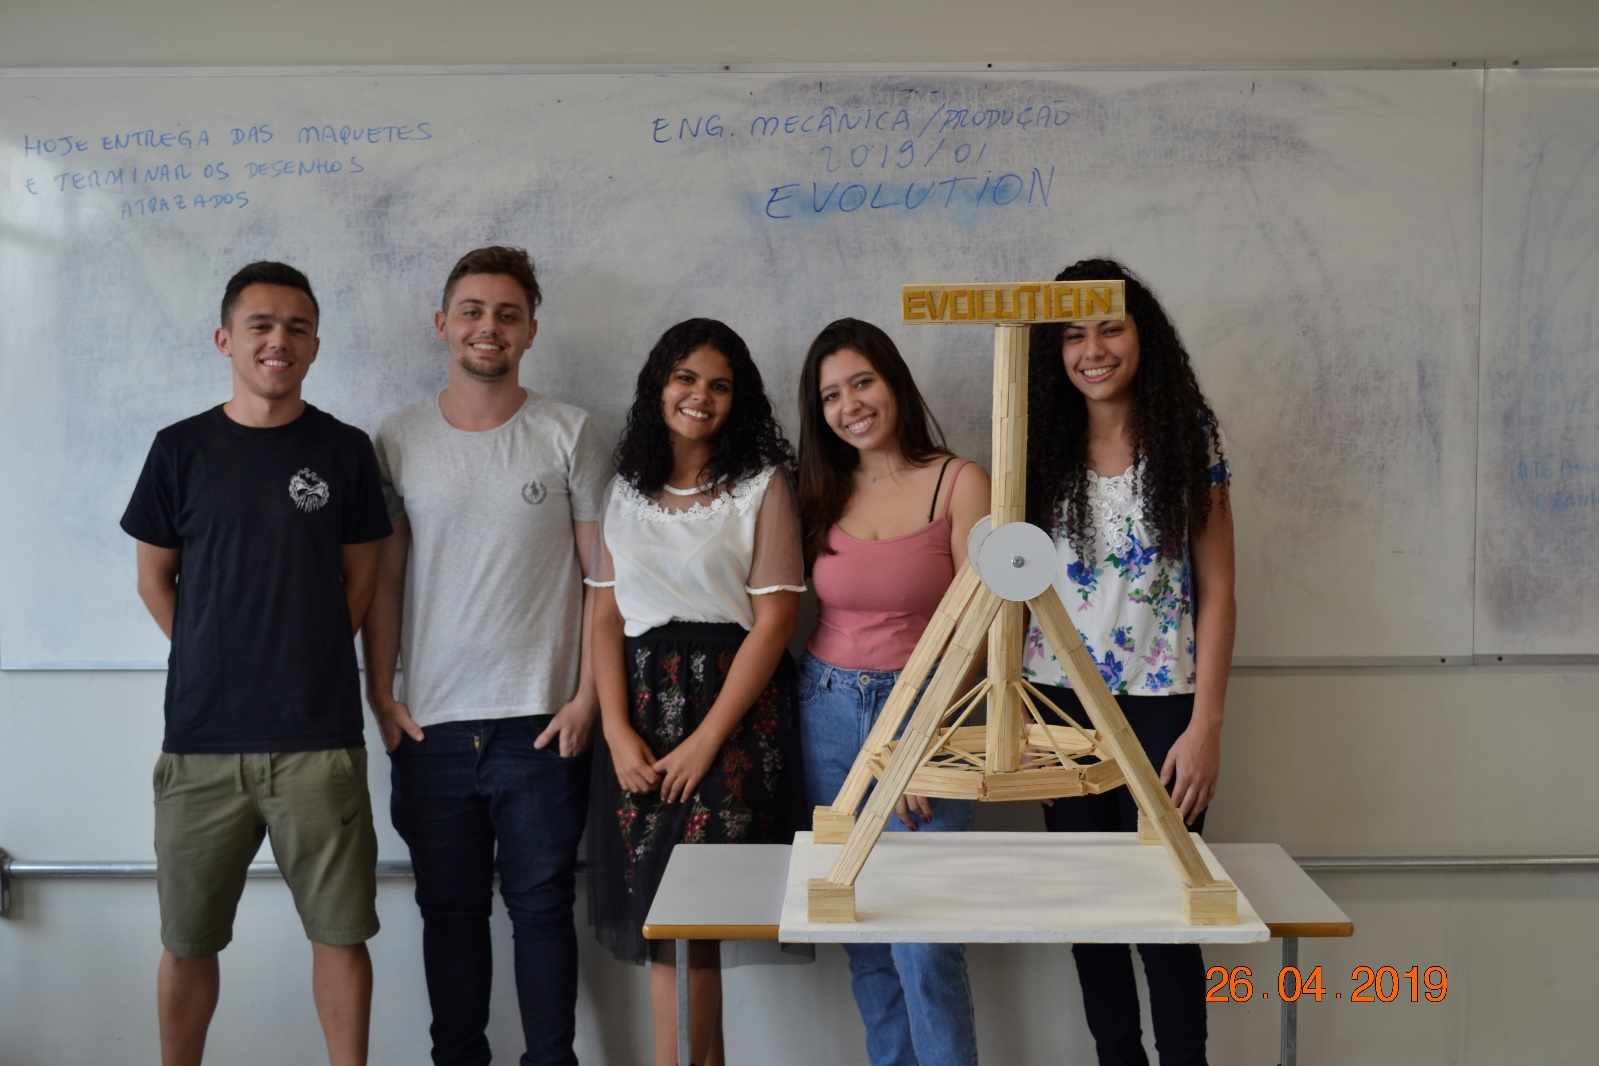 HOJE ENTREGA DAS MAQUETES
E TERMINAR OS DESENHOS
ATRAZADOS
ENG. MECÂNICA/PRODUÇÃO
2019/01
EVOLUTION
EVOLUTION
26.04.2019